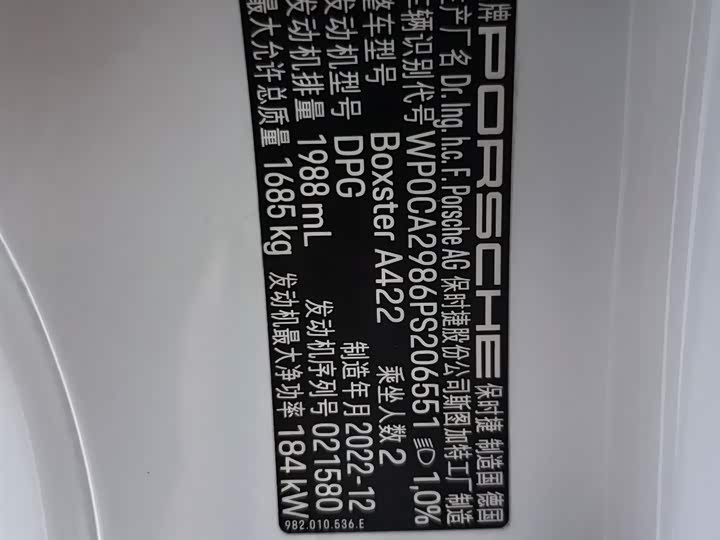 牌 PORSCHE 保时捷 制造国 德国
生产厂名 Dr. Ing. h.c. F. Porsche AG 保时捷股份公司斯图加特工厂制造
车辆识别代号 WP0CA2986PS206551 1,0%
整车型号 Boxster A422 乘坐人数 2
发动机型号 DPG 制造年月 2022-12
发动机排量 1988 mL 发动机序列号 021580
最大允许总质量 1685 kg 发动机最大净功率 184 kW
982.010.536.E